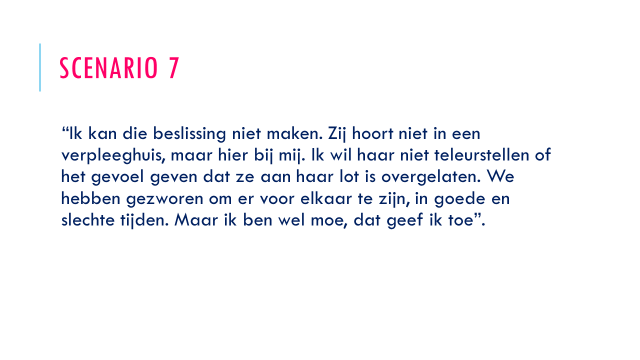 SCENARIO 7
“Ik kan die beslissing niet maken. Zij hoort niet in een
verpleeghuis, maar hier bij mij. Ik wil haar niet teleurstellen of
het gevoel geven dat ze aan haar lot is overgelaten. We
hebben gezworen om er voor elkaar te zijn, in goede en
slechte tijden. Maar ik ben wel moe, dat geef ik toe”.